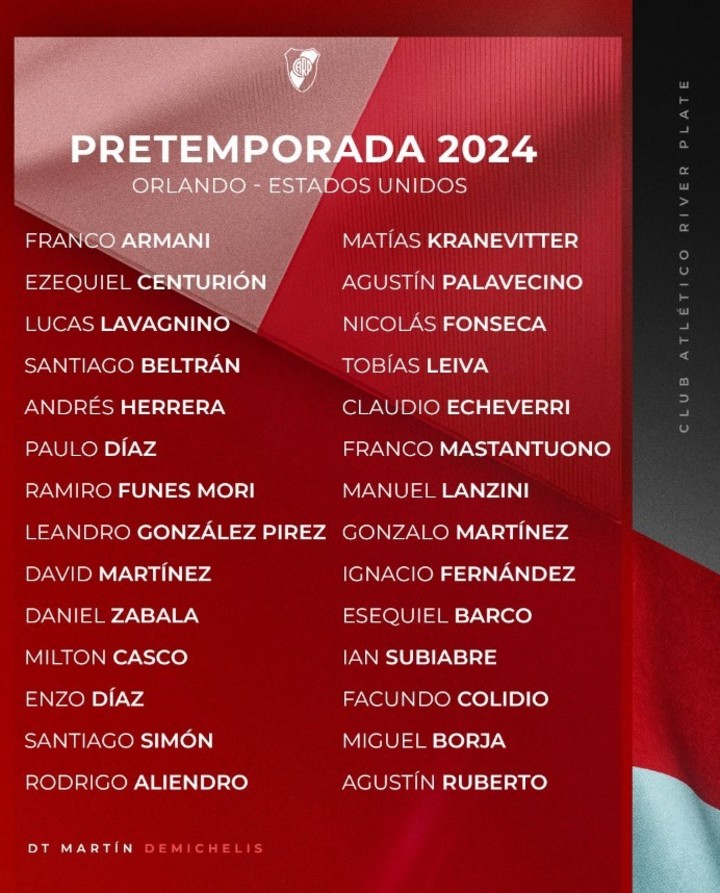 PRETEMPORADA 2024
ORLANDO - ESTADOS UNIDOS
FRANCO ARMANI
EZEQUIEL CENTURIÓN
LUCAS LAVAGNINO
SANTIAGO BELTRÁN
ANDRÉS HERRERA
PAULO DÍAZ
RAMIRO FUNES MORI
LEANDRO GONZÁLEZ PIREZ
DAVID MARTÍNEZ
DANIEL ZABALA
MILTON CASCO
ENZO DÍAZ
SANTIAGO SIMÓN
RODRIGO ALIENDRO
MATÍAS KRANEVITTER
AGUSTÍN PALAVECINO
NICOLÁS FONSECA
TOBÍAS LEIVA
CLAUDIO ECHEVERRI
FRANCO MASTANTUONO
MANUEL LANZINI
GONZALO MARTÍNEZ
IGNACIO FERNÁNDEZ
ESEQUIEL BARCO
IAN SUBIABRE
FACUNDO COLIDIO
MIGUEL BORJA
AGUSTÍN RUBERTO
DT MARTÍN DEMICHELIS
CLUB ATLÉTICO RIVER PLATE